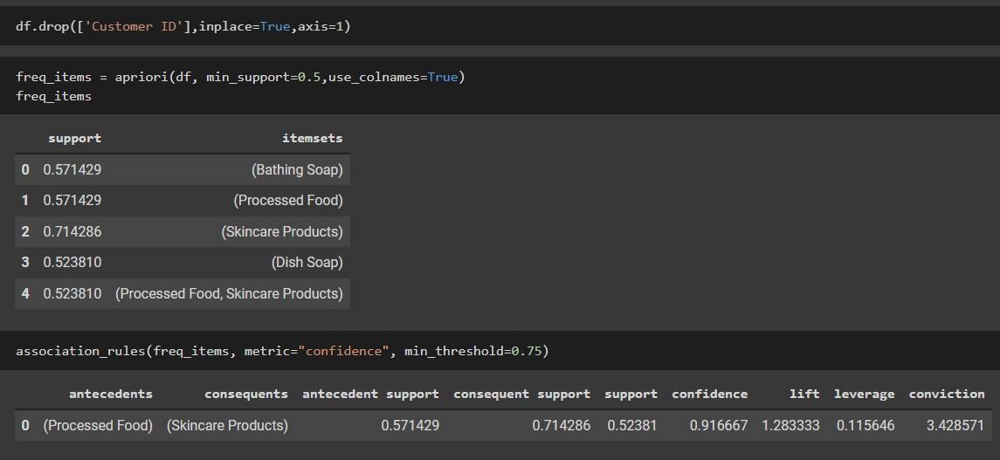 df.drop(['Customer ID'],inplace=True,axis=1)
freq_items = apriori(df, min_support=0.5,use_colnames=True)
freq_items
support itemsets
0 0.571429 (Bathing Soap)
1 0.571429 (Processed Food)
2 0.714286 (Skincare Products)
3 0.523810 (Dish Soap)
4 0.523810 (Processed Food, Skincare Products)
association_rules(freq_items, metric="confidence", min_threshold=0.75)
antecedents consequents antecedent support consequent support support confidence lift leverage conviction
0 (Processed Food) (Skincare Products) 0.571429 0.714286 0.52381 0.916667 1.283333 0.115646 3.428571